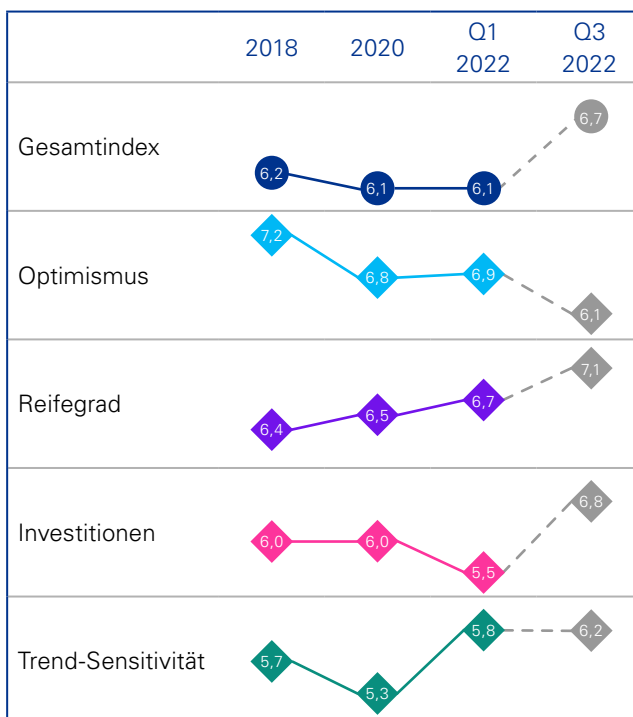 2018 2020 Q1 2022 Q3 2022
Gesamtindex 6,2 6,1 6,1 6,7
Optimismus 7,2 6,8 6,9 6,1
Reifegrad 6,4 6,5 6,7 7,1
Investitionen 6,0 6,0 5,5 6,8
Trend-Sensitivität 5,7 5,3 5,8 6,2